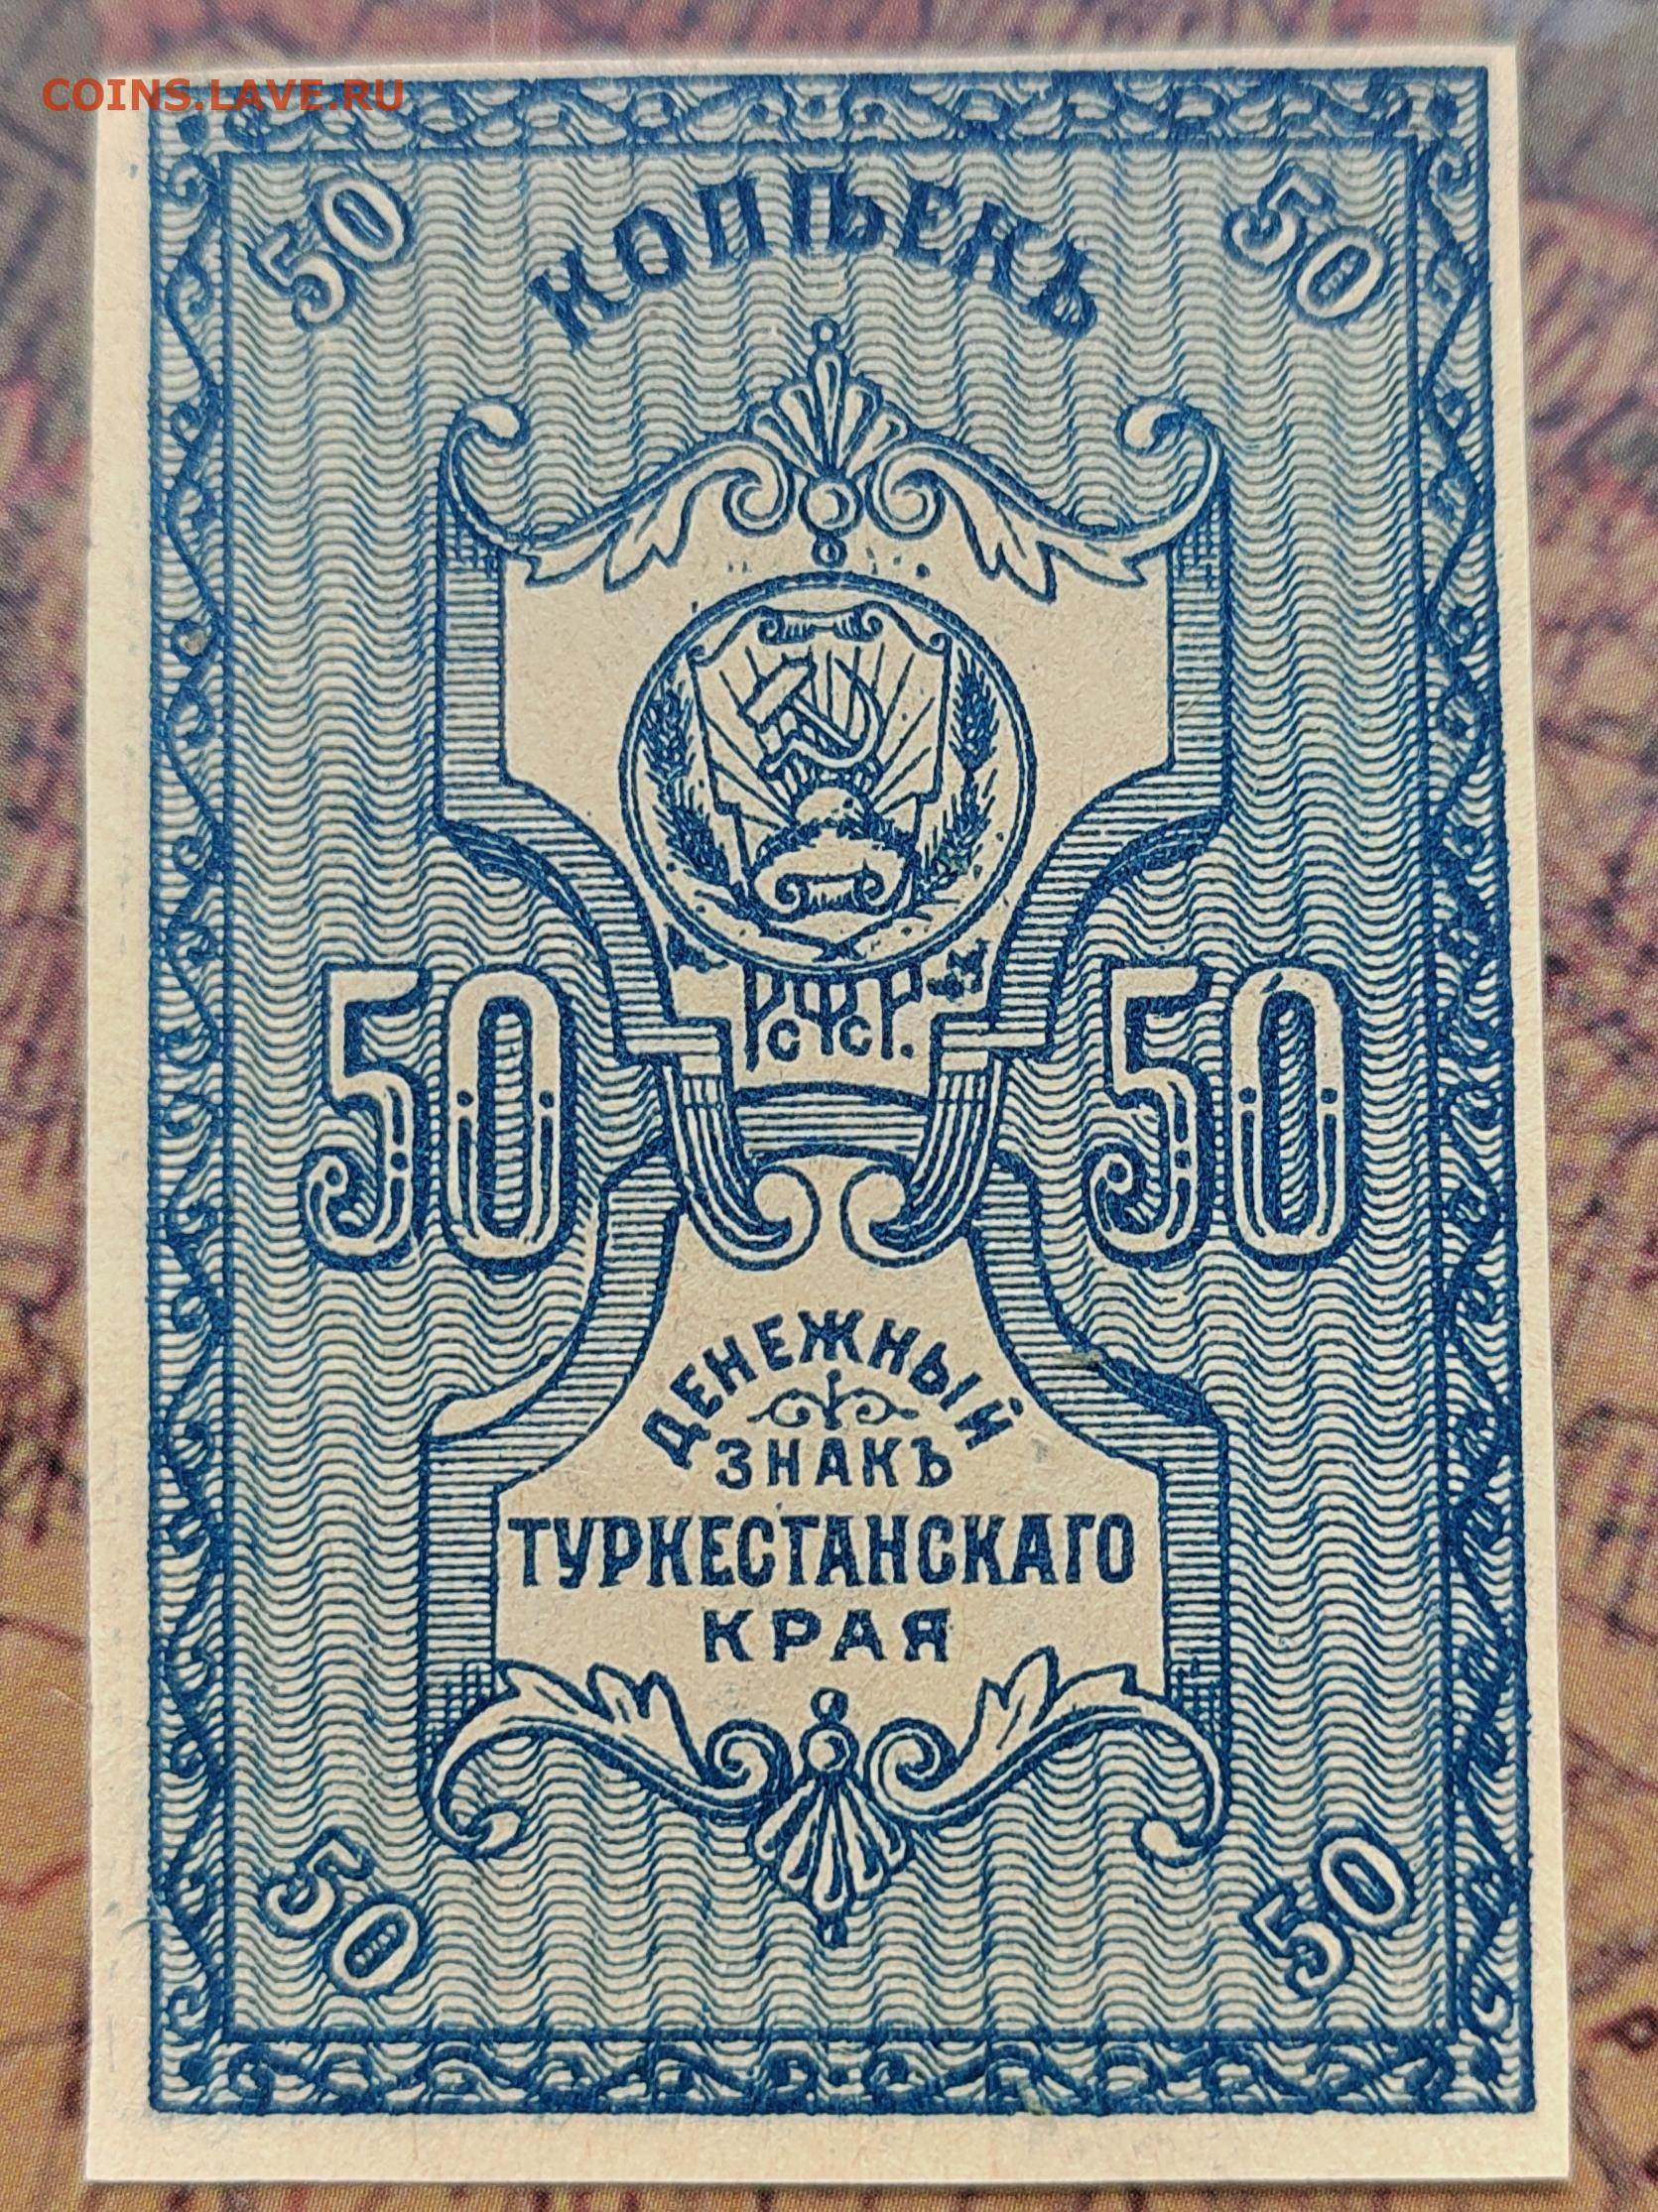 COINS.LAVE.RU
50 50
КОПѢЕКЪ
Р.С.Ф.С.Р.
50 50
ДЕНЕЖНЫЙ
ЗНАКЪ
ТУРКЕСТАНСКАГО
КРАЯ
50 50